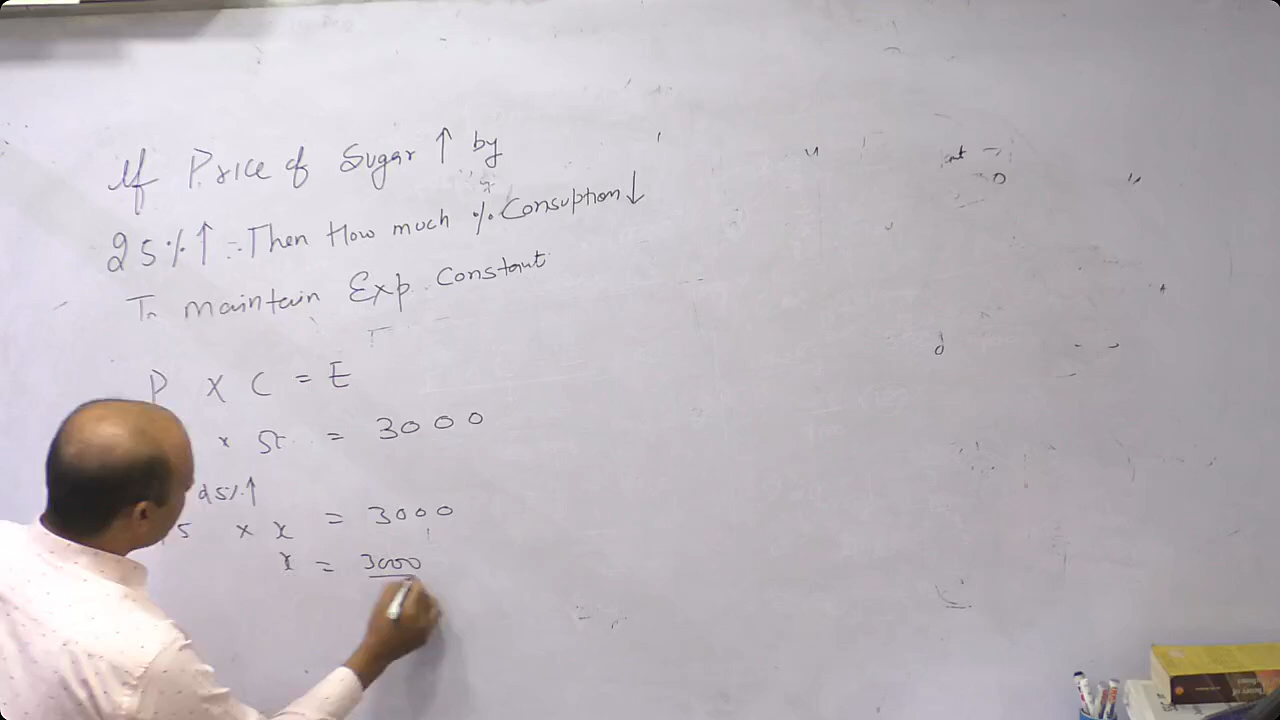 If Price of Sugar ↑ by
25%↑ ∴ Then How much % Consuption↓
To maintain Exp. Constant
P X C = E
x = 3000
25%↑
5 x x = 3000
x = 3000